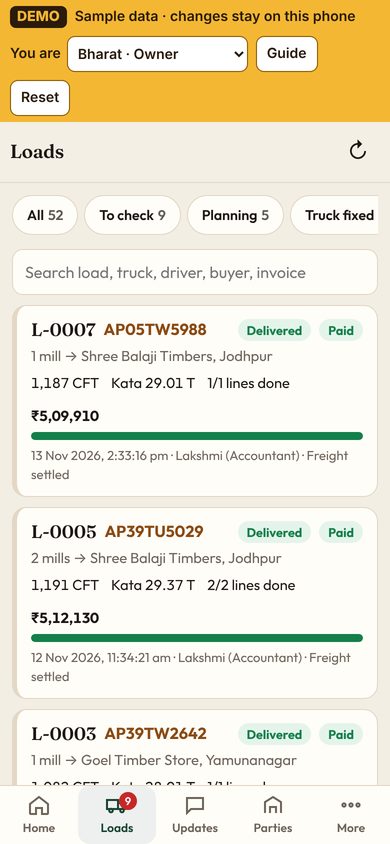 DEMO Sample data · changes stay on this phone
You are Bharat · Owner Guide
Reset
Loads
All 52 To check 9 Planning 5 Truck fixed
Search load, truck, driver, buyer, invoice
L-0007 AP05TW5988 Delivered Paid
1 mill → Shree Balaji Timbers, Jodhpur
1,187 CFT Kata 29.01 T 1/1 lines done
₹5,09,910
13 Nov 2026, 2:33:16 pm · Lakshmi (Accountant) · Freight
settled
L-0005 AP39TU5029 Delivered Paid
2 mills → Shree Balaji Timbers, Jodhpur
1,191 CFT Kata 29.37 T 2/2 lines done
₹5,12,130
12 Nov 2026, 11:34:21 am · Lakshmi (Accountant) · Freight
settled
L-0003 AP39TW2642 Delivered Paid
1 mill → Goel Timber Store, Yamunanagar
9
Home Loads Updates Parties More